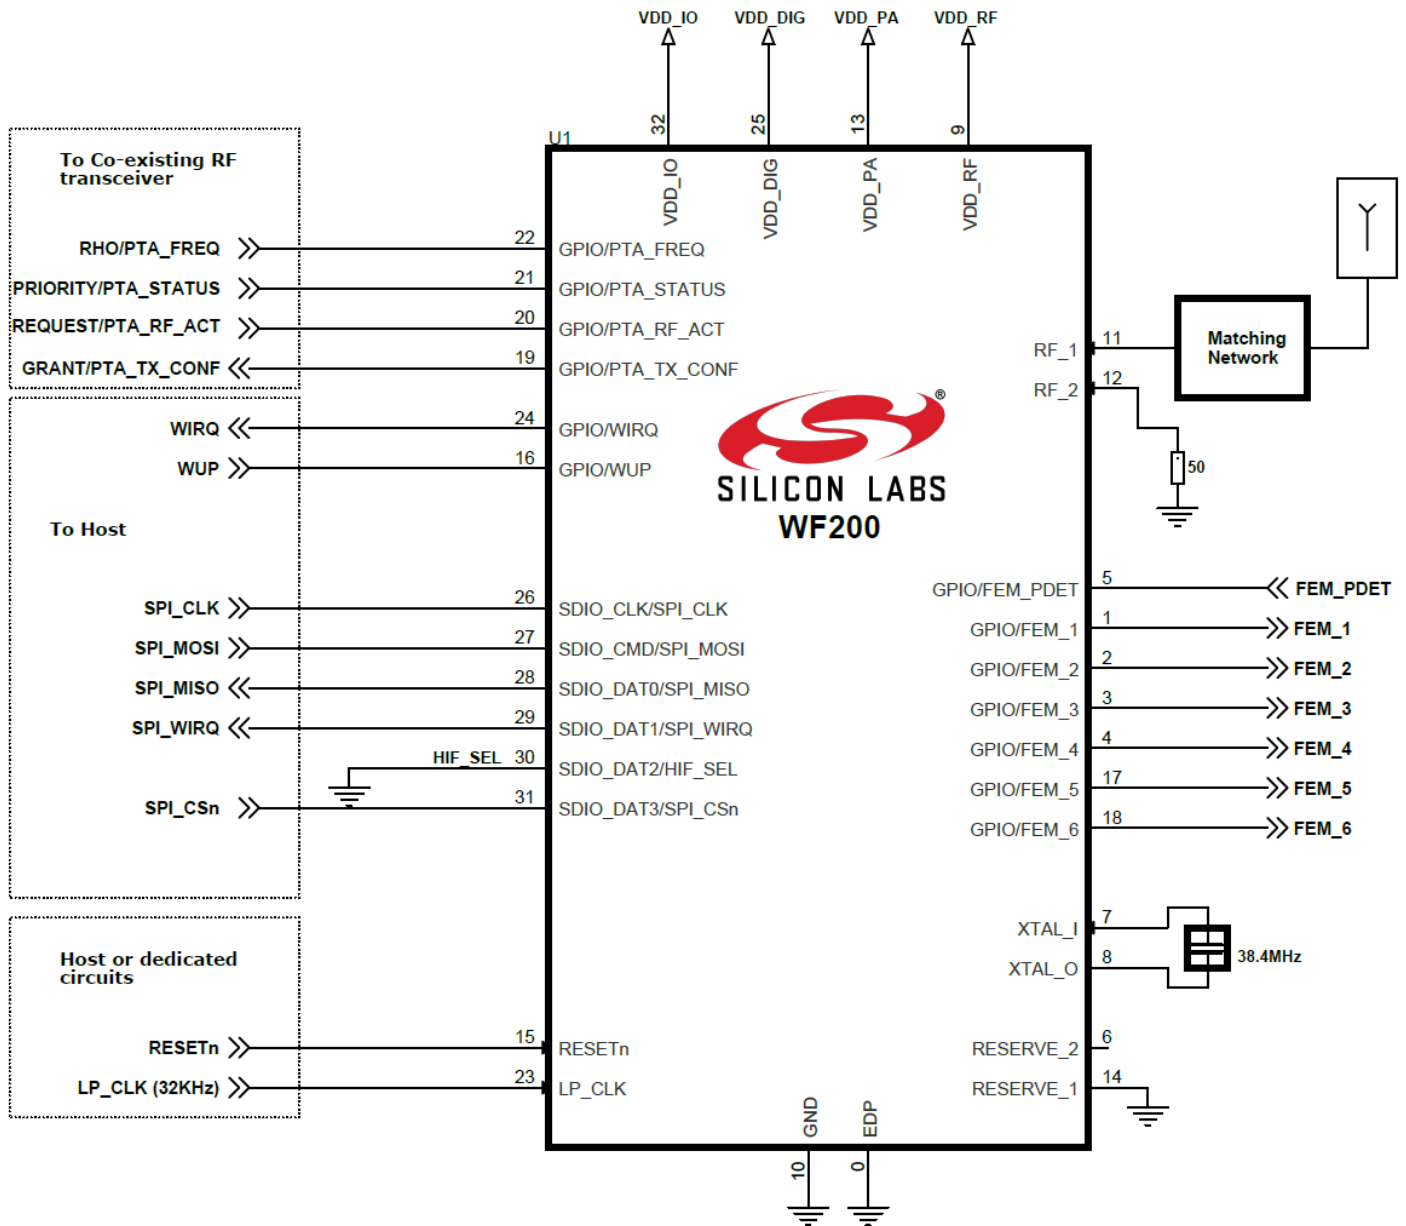 VDD_IO
VDD_DIG
VDD_PA
VDD_RF
32
25
13
9
U1
VDD_IO
VDD_DIG
VDD_PA
VDD_RF
To Co-existing RF
transceiver
RHO/PTA_FREQ
22
GPIO/PTA_FREQ
PRIORITY/PTA_STATUS
21
GPIO/PTA_STATUS
REQUEST/PTA_RF_ACT
20
GPIO/PTA_RF_ACT
GRANT/PTA_TX_CONF
19
GPIO/PTA_TX_CONF
WIRQ
24
GPIO/WIRQ
WUP
16
GPIO/WUP
To Host
SPI_CLK
26
SDIO_CLK/SPI_CLK
SPI_MOSI
27
SDIO_CMD/SPI_MOSI
SPI_MISO
28
SDIO_DAT0/SPI_MISO
SPI_WIRQ
29
SDIO_DAT1/SPI_WIRQ
HIF_SEL
30
SDIO_DAT2/HIF_SEL
SPI_CSn
31
SDIO_DAT3/SPI_CSn
Host or dedicated
circuits
RESETn
15
RESETn
LP_CLK (32KHz)
23
LP_CLK
®
SILICON LABS
WF200
RF_1
11
Matching
Network
RF_2
12
50
GPIO/FEM_PDET
5
FEM_PDET
GPIO/FEM_1
1
FEM_1
GPIO/FEM_2
2
FEM_2
GPIO/FEM_3
3
FEM_3
GPIO/FEM_4
4
FEM_4
GPIO/FEM_5
17
FEM_5
GPIO/FEM_6
18
FEM_6
XTAL_I
7
38.4MHz
XTAL_O
8
RESERVE_2
6
RESERVE_1
14
GND
EDP
10
0